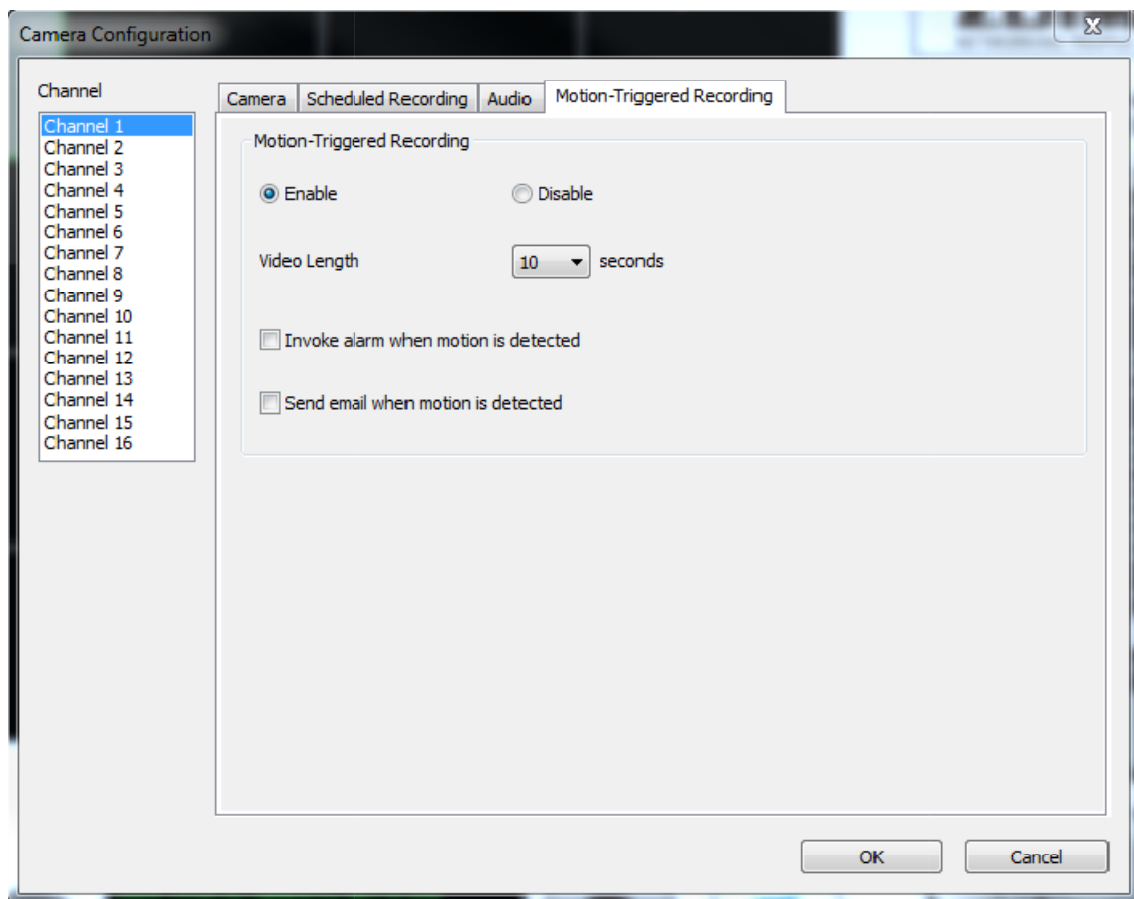 Camera Configuration
X
Channel
Channel 1
Channel 2
Channel 3
Channel 4
Channel 5
Channel 6
Channel 7
Channel 8
Channel 9
Channel 10
Channel 11
Channel 12
Channel 13
Channel 14
Channel 15
Channel 16
Camera Scheduled Recording Audio Motion-Triggered Recording
Motion-Triggered Recording
Enable Disable
Video Length 10 seconds
Invoke alarm when motion is detected
Send email when motion is detected
OK Cancel